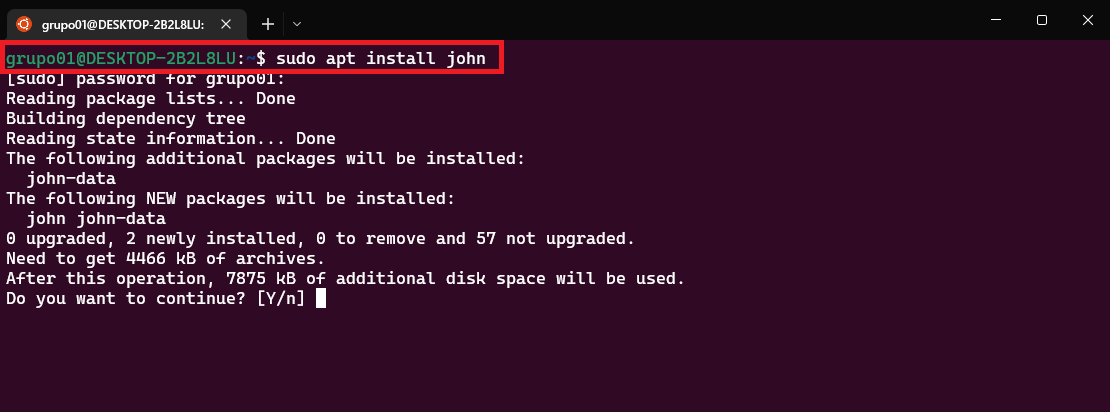 grupo01@DESKTOP-2B2L8LU:
grupo01@DESKTOP-2B2L8LU:~$ sudo apt install john
[sudo] password for grupo01:
Reading package lists... Done
Building dependency tree
Reading state information... Done
The following additional packages will be installed:
  john-data
The following NEW packages will be installed:
  john john-data
0 upgraded, 2 newly installed, 0 to remove and 57 not upgraded.
Need to get 4466 kB of archives.
After this operation, 7875 kB of additional disk space will be used.
Do you want to continue? [Y/n]